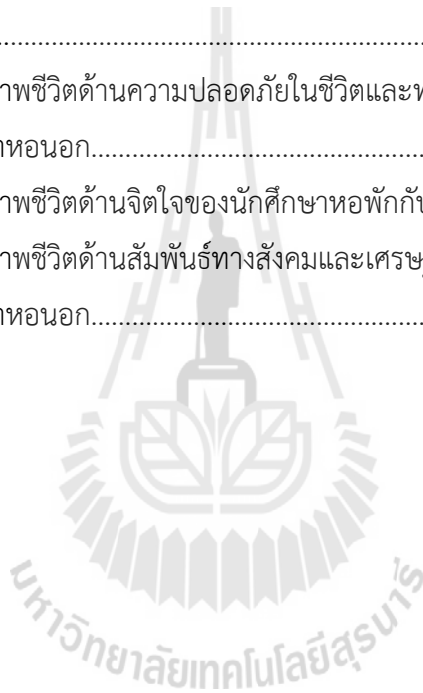 ........................................................
าพชีวิตด้านความปลอดภัยในชีวิตและท
าหอนอก........................................
าพชีวิตด้านจิตใจของนักศึกษาหอพักกับ
าพชีวิตด้านสัมพันธ์ทางสังคมและเศรษฐ
าหอนอก........................................
มหาวิทยาลัยเทคโนโลยีสุรนารี